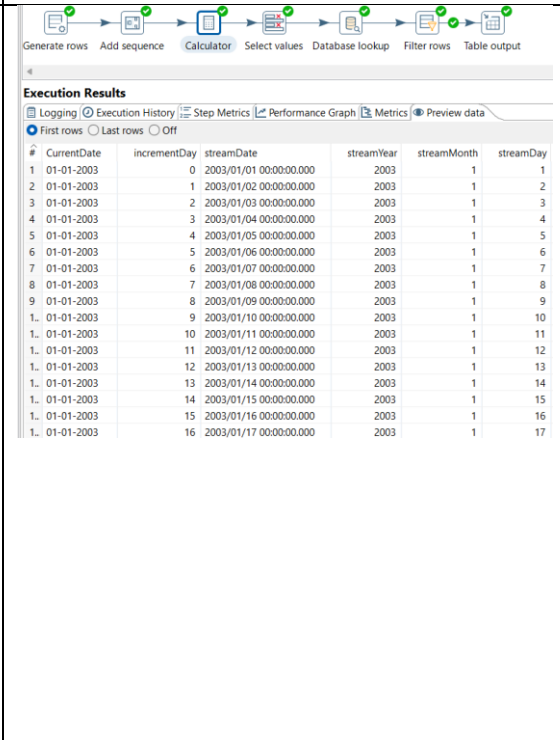 Generate rows Add sequence Calculator Select values Database lookup Filter rows Table output
Execution Results
Logging Execution History Step Metrics Performance Graph Metrics Preview data
First rows Last rows Off
# CurrentDate incrementDay streamDate streamYear streamMonth streamDay
1 01-01-2003 0 2003/01/01 00:00:00.000 2003 1 1
2 01-01-2003 1 2003/01/02 00:00:00.000 2003 1 2
3 01-01-2003 2 2003/01/03 00:00:00.000 2003 1 3
4 01-01-2003 3 2003/01/04 00:00:00.000 2003 1 4
5 01-01-2003 4 2003/01/05 00:00:00.000 2003 1 5
6 01-01-2003 5 2003/01/06 00:00:00.000 2003 1 6
7 01-01-2003 6 2003/01/07 00:00:00.000 2003 1 7
8 01-01-2003 7 2003/01/08 00:00:00.000 2003 1 8
9 01-01-2003 8 2003/01/09 00:00:00.000 2003 1 9
1.. 01-01-2003 9 2003/01/10 00:00:00.000 2003 1 10
1.. 01-01-2003 10 2003/01/11 00:00:00.000 2003 1 11
1.. 01-01-2003 11 2003/01/12 00:00:00.000 2003 1 12
1.. 01-01-2003 12 2003/01/13 00:00:00.000 2003 1 13
1.. 01-01-2003 13 2003/01/14 00:00:00.000 2003 1 14
1.. 01-01-2003 14 2003/01/15 00:00:00.000 2003 1 15
1.. 01-01-2003 15 2003/01/16 00:00:00.000 2003 1 16
1.. 01-01-2003 16 2003/01/17 00:00:00.000 2003 1 17